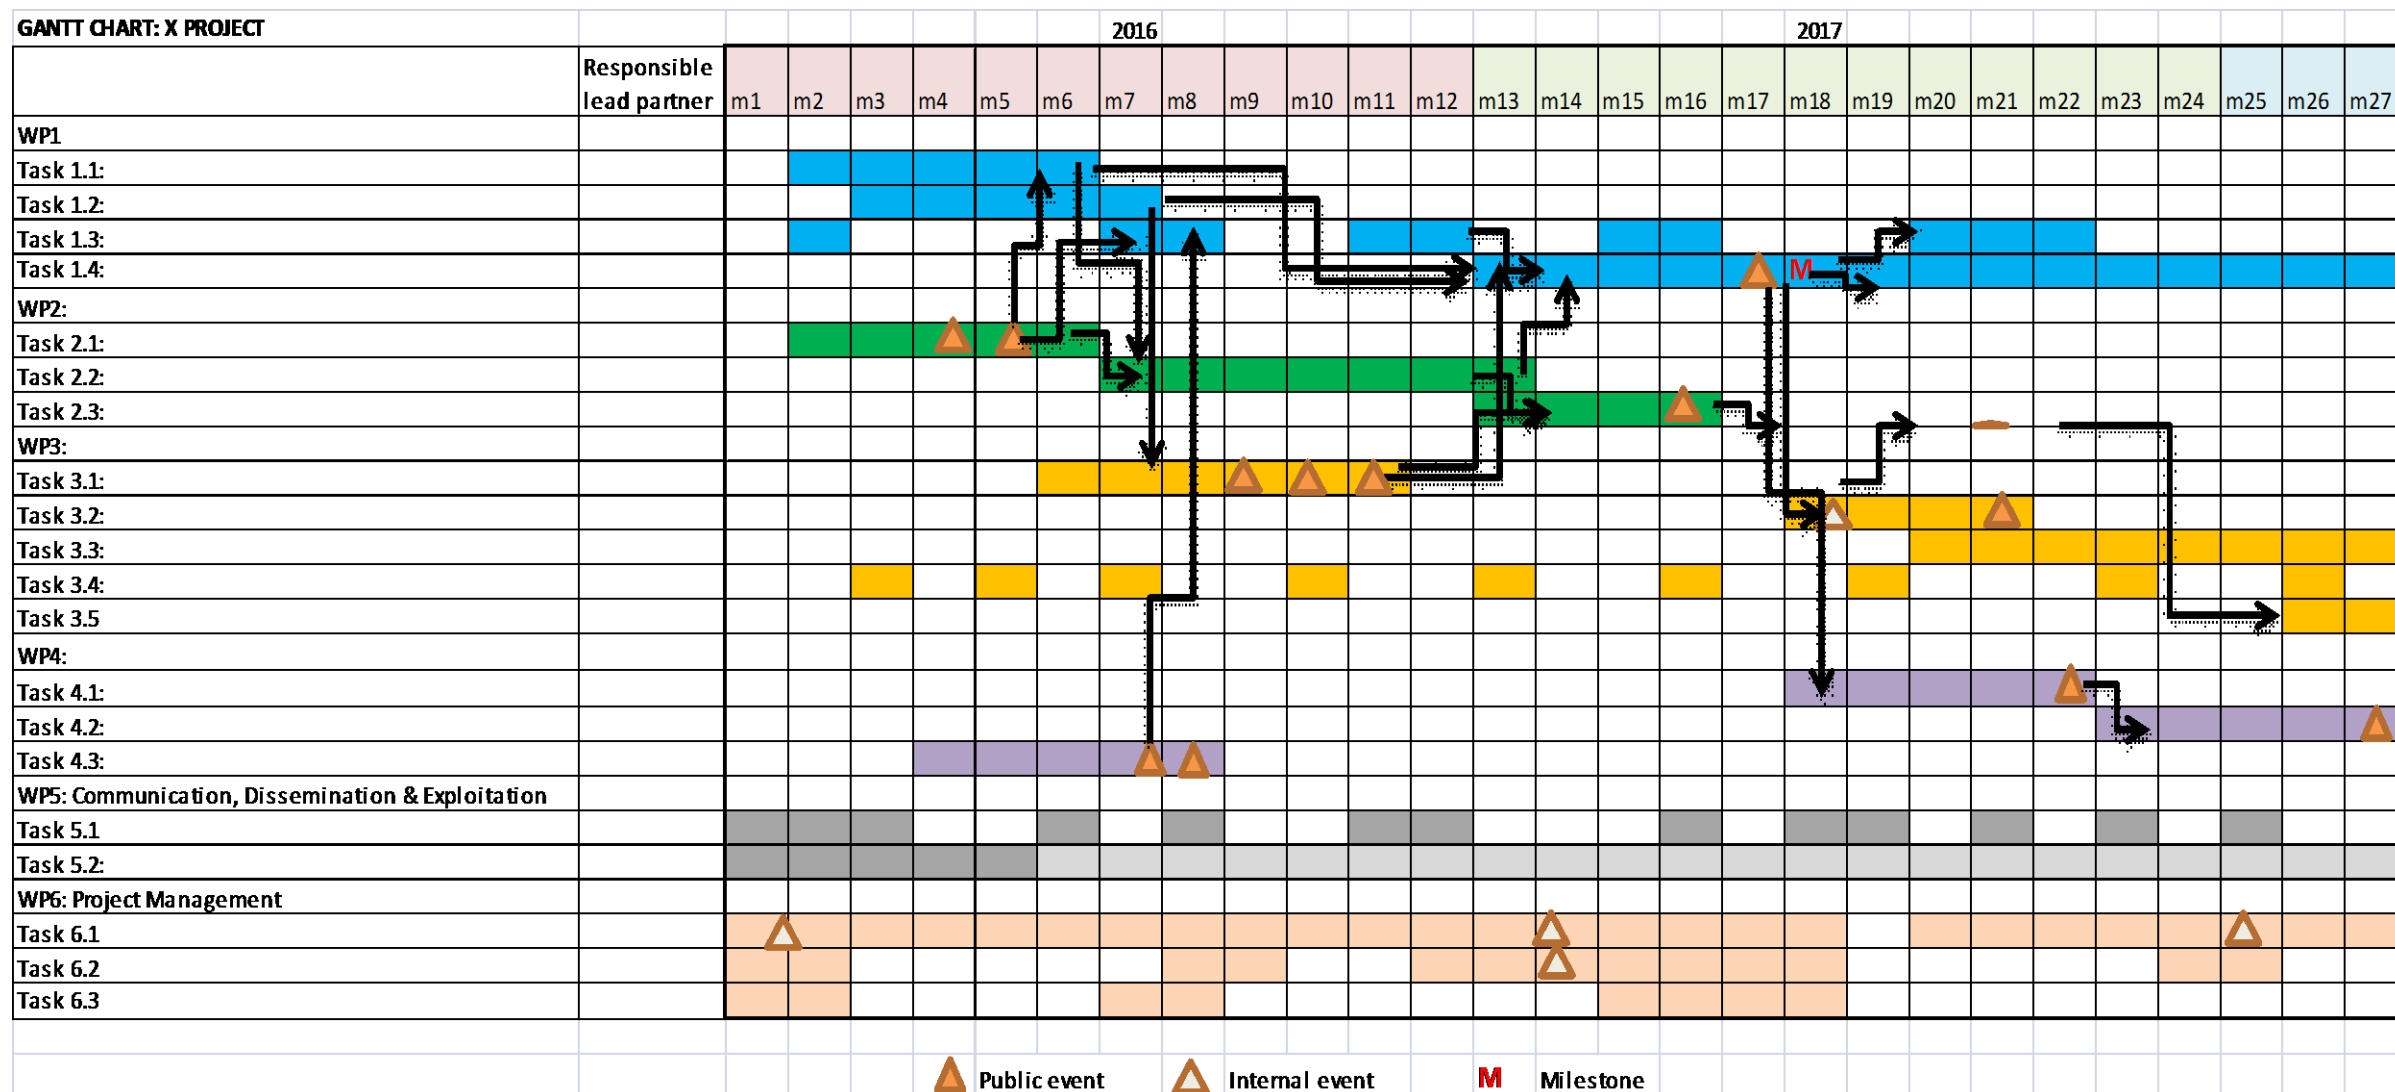 GANTT CHART: X PROJECT 2016 2017
Responsible
lead partner m1 m2 m3 m4 m5 m6 m7 m8 m9 m10 m11 m12 m13 m14 m15 m16 m17 m18 m19 m20 m21 m22 m23 m24 m25 m26 m27
WP1
Task 1.1:
Task 1.2:
Task 1.3:
Task 1.4: M
WP2:
Task 2.1:
Task 2.2:
Task 2.3:
WP3:
Task 3.1:
Task 3.2:
Task 3.3:
Task 3.4:
Task 3.5
WP4:
Task 4.1:
Task 4.2:
Task 4.3:
WP5: Communication, Dissemination & Exploitation
Task 5.1
Task 5.2:
WP6: Project Management
Task 6.1
Task 6.2
Task 6.3
Public event Internal event M Milestone